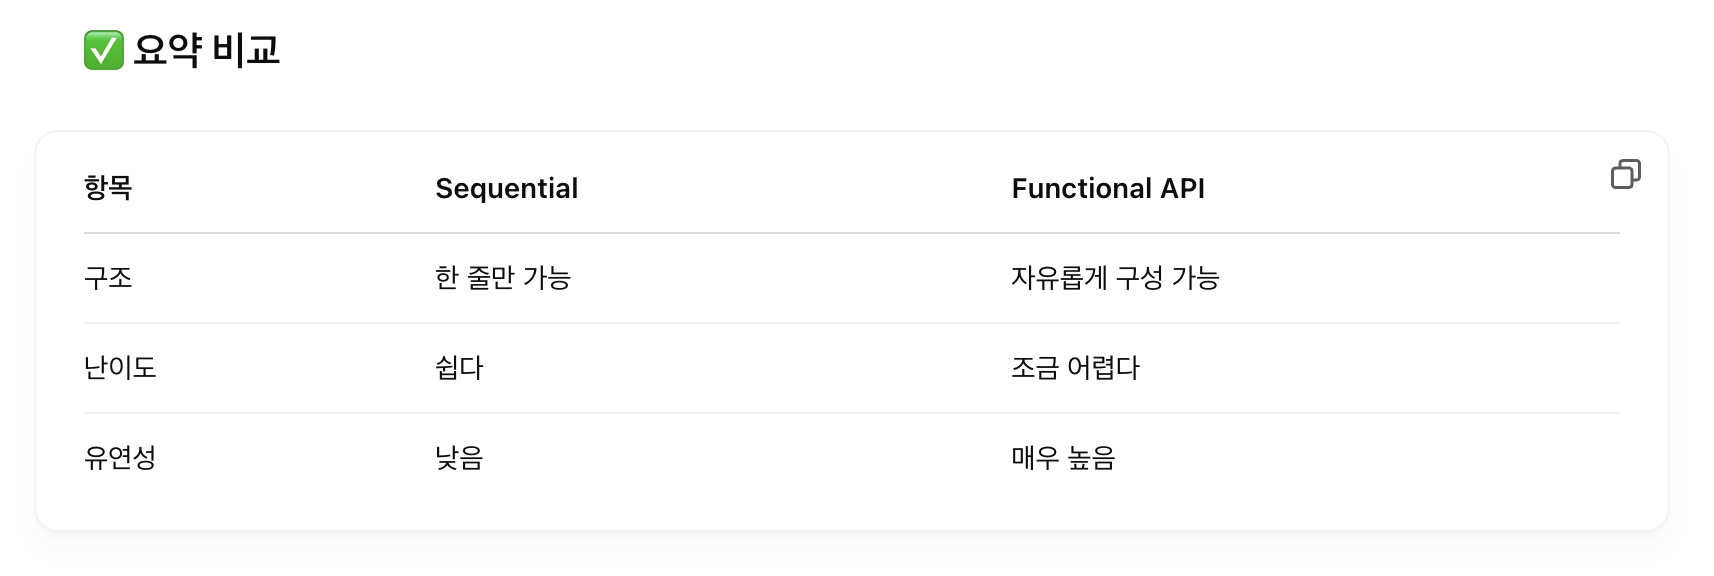 ✅ 요약 비교
항목 Sequential Functional API
구조 한 줄만 가능 자유롭게 구성 가능
난이도 쉽다 조금 어렵다
유연성 낮음 매우 높음